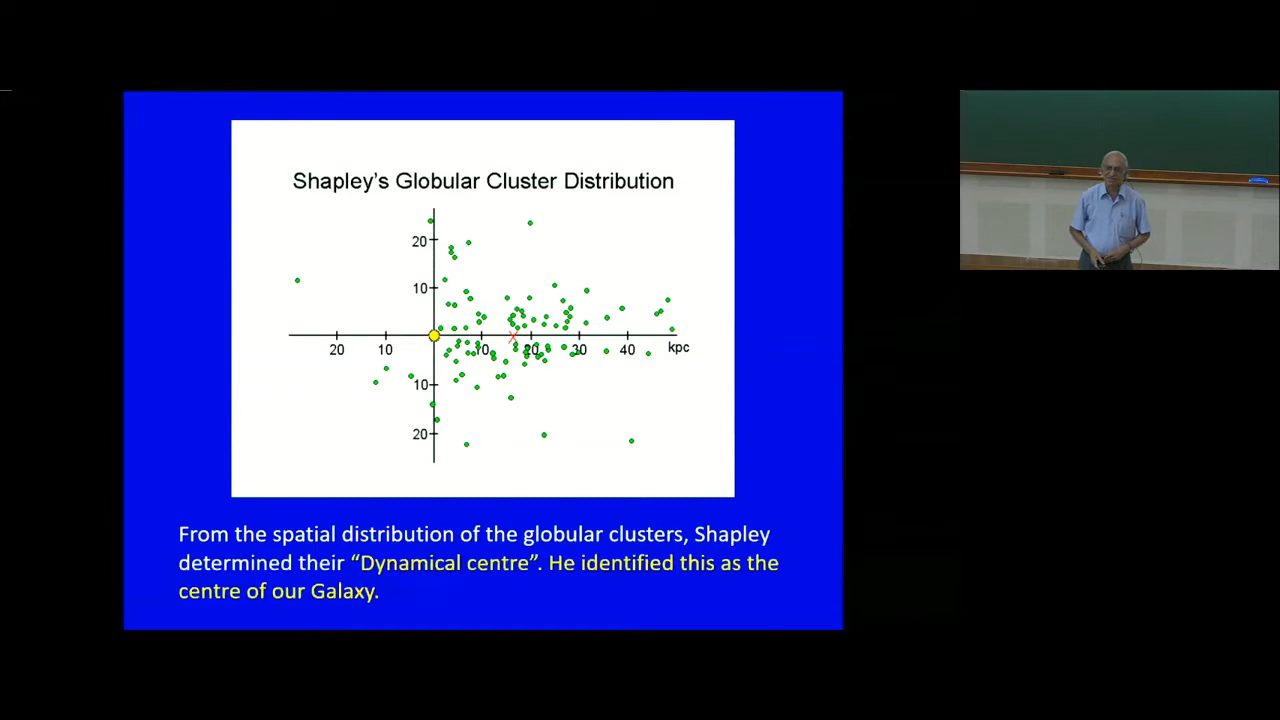 Shapley's Globular Cluster Distribution
20
10
20 10 10 20 30 40 kpc
10
20
From the spatial distribution of the globular clusters, Shapley
determined their “Dynamical centre”. He identified this as the
centre of our Galaxy.